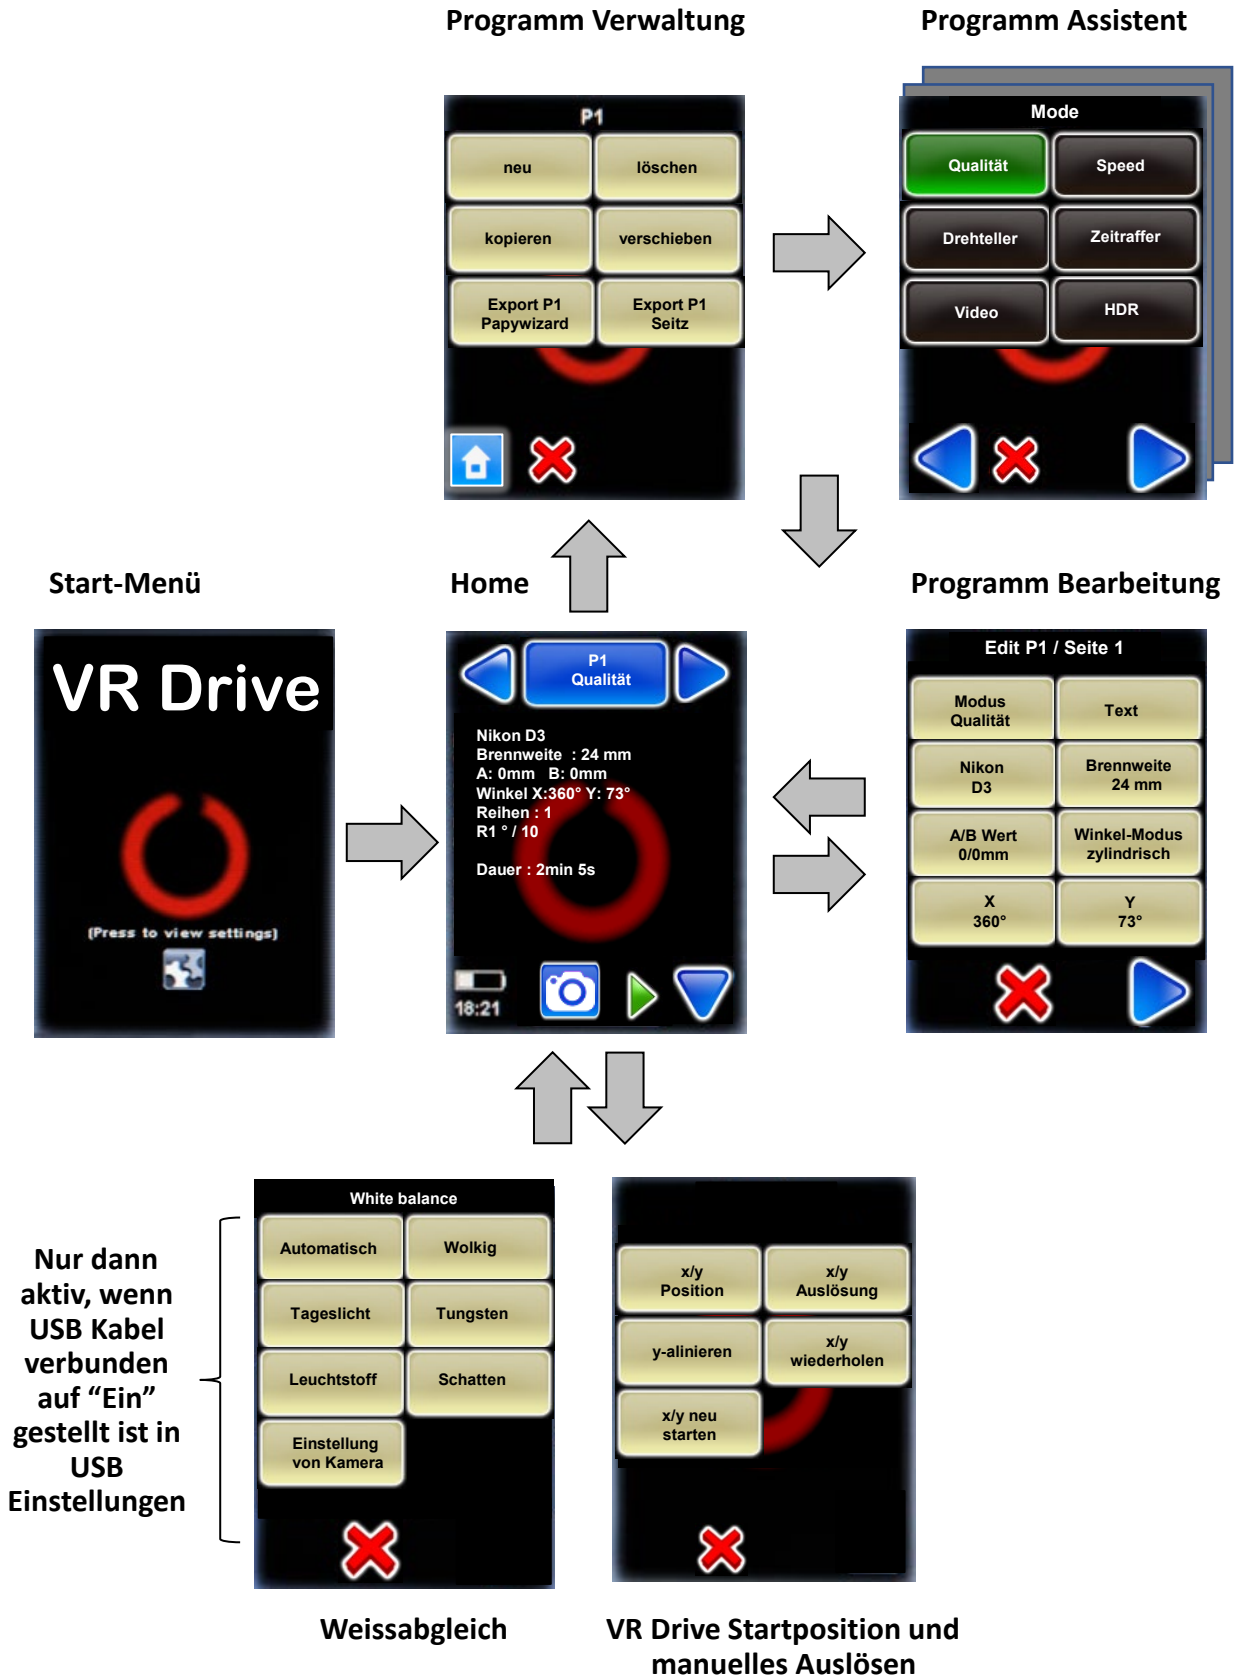 Programm Verwaltung
Programm Assistent
P1
neu
löschen
kopieren
verschieben
Export P1
Papywizard
Export P1
Seitz
Mode
Qualität
Speed
Drehteller
Zeitraffer
Video
HDR
Start-Menü
Home
Programm Bearbeitung
VR Drive
(Press to view settings)
P1
Qualität
Nikon D3
Brennweite : 24 mm
A: 0mm B: 0mm
Winkel X:360° Y: 73°
Reihen : 1
R1 ° / 10
Dauer : 2min 5s
18:21
Edit P1 / Seite 1
Modus
Qualität
Text
Nikon
D3
Brennweite
24 mm
A/B Wert
0/0mm
Winkel-Modus
zylindrisch
X
360°
Y
73°
Nur dann
aktiv, wenn
USB Kabel
verbunden
auf “Ein”
gestellt ist in
USB
Einstellungen
White balance
Automatisch
Wolkig
Tageslicht
Tungsten
Leuchtstoff
Schatten
Einstellung
von Kamera
x/y
Position
x/y
Auslösung
y-alinieren
x/y
wiederholen
x/y neu
starten
Weissabgleich
VR Drive Startposition und
manuelles Auslösen